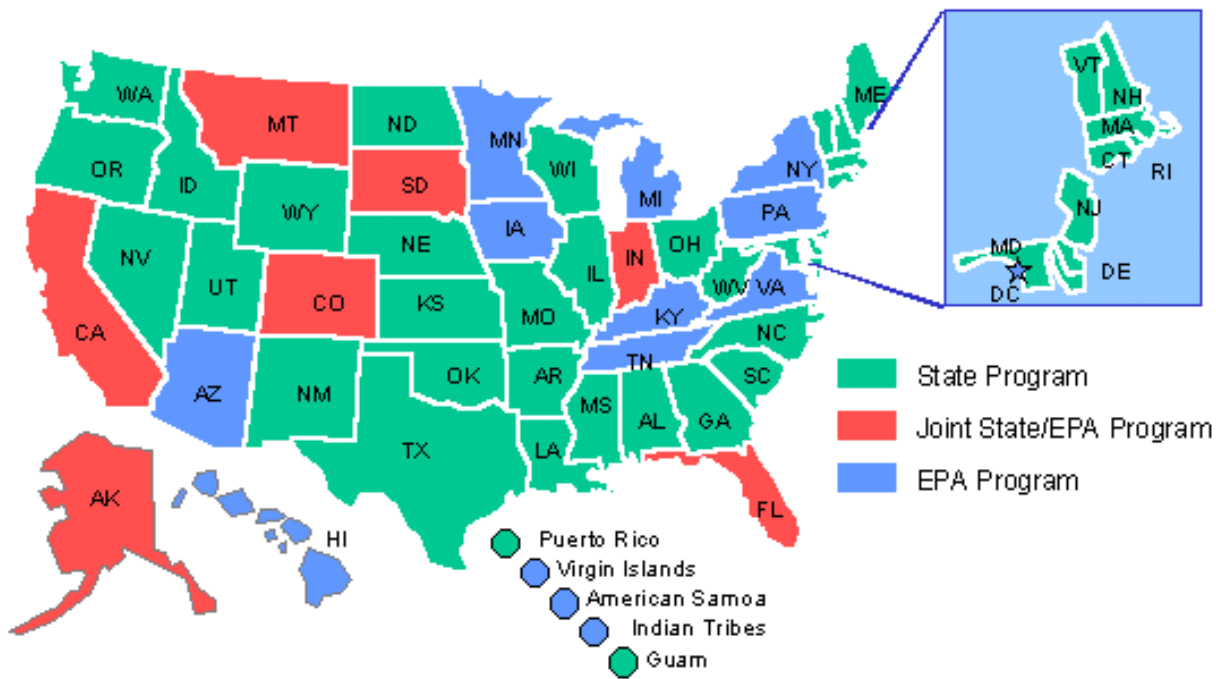 WA
MT
ND
MN
ME
VT
NH
MA
CT
RI
OR
ID
SD
WI
NY
MI
WY
IA
PA
NJ
NE
OH
MD
NV
IL
IN
DE
UT
WV
VA
DC
CO
KS
CA
MO
KY
NC
TN
AZ
NM
OK
AR
SC
MS
AL
GA
TX
LA
State Program
Joint State/EPA Program
EPA Program
AK
FL
HI
Puerto Rico
Virgin Islands
American Samoa
Indian Tribes
Guam